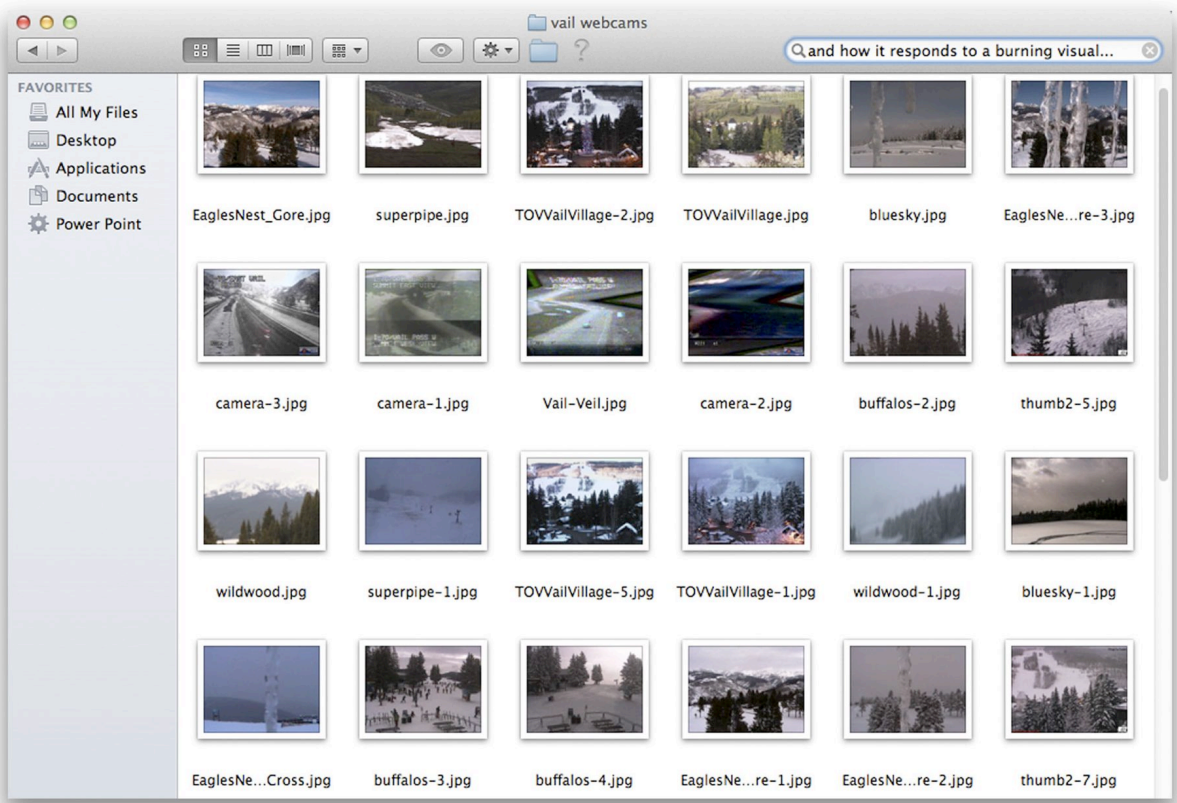 vail webcams
and how it responds to a burning visual...
FAVORITES
All My Files
Desktop
Applications
Documents
Power Point
EaglesNest_Gore.jpg
superpipe.jpg
TOVVailVillage-2.jpg
TOVVailVillage.jpg
bluesky.jpg
EaglesNe...re-3.jpg
camera-3.jpg
camera-1.jpg
Vail-Veil.jpg
camera-2.jpg
buffalos-2.jpg
thumb2-5.jpg
wildwood.jpg
superpipe-1.jpg
TOVVailVillage-5.jpg
TOVVailVillage-1.jpg
wildwood-1.jpg
bluesky-1.jpg
EaglesNe...Cross.jpg
buffalos-3.jpg
buffalos-4.jpg
EaglesNe...re-1.jpg
EaglesNe...re-2.jpg
thumb2-7.jpg